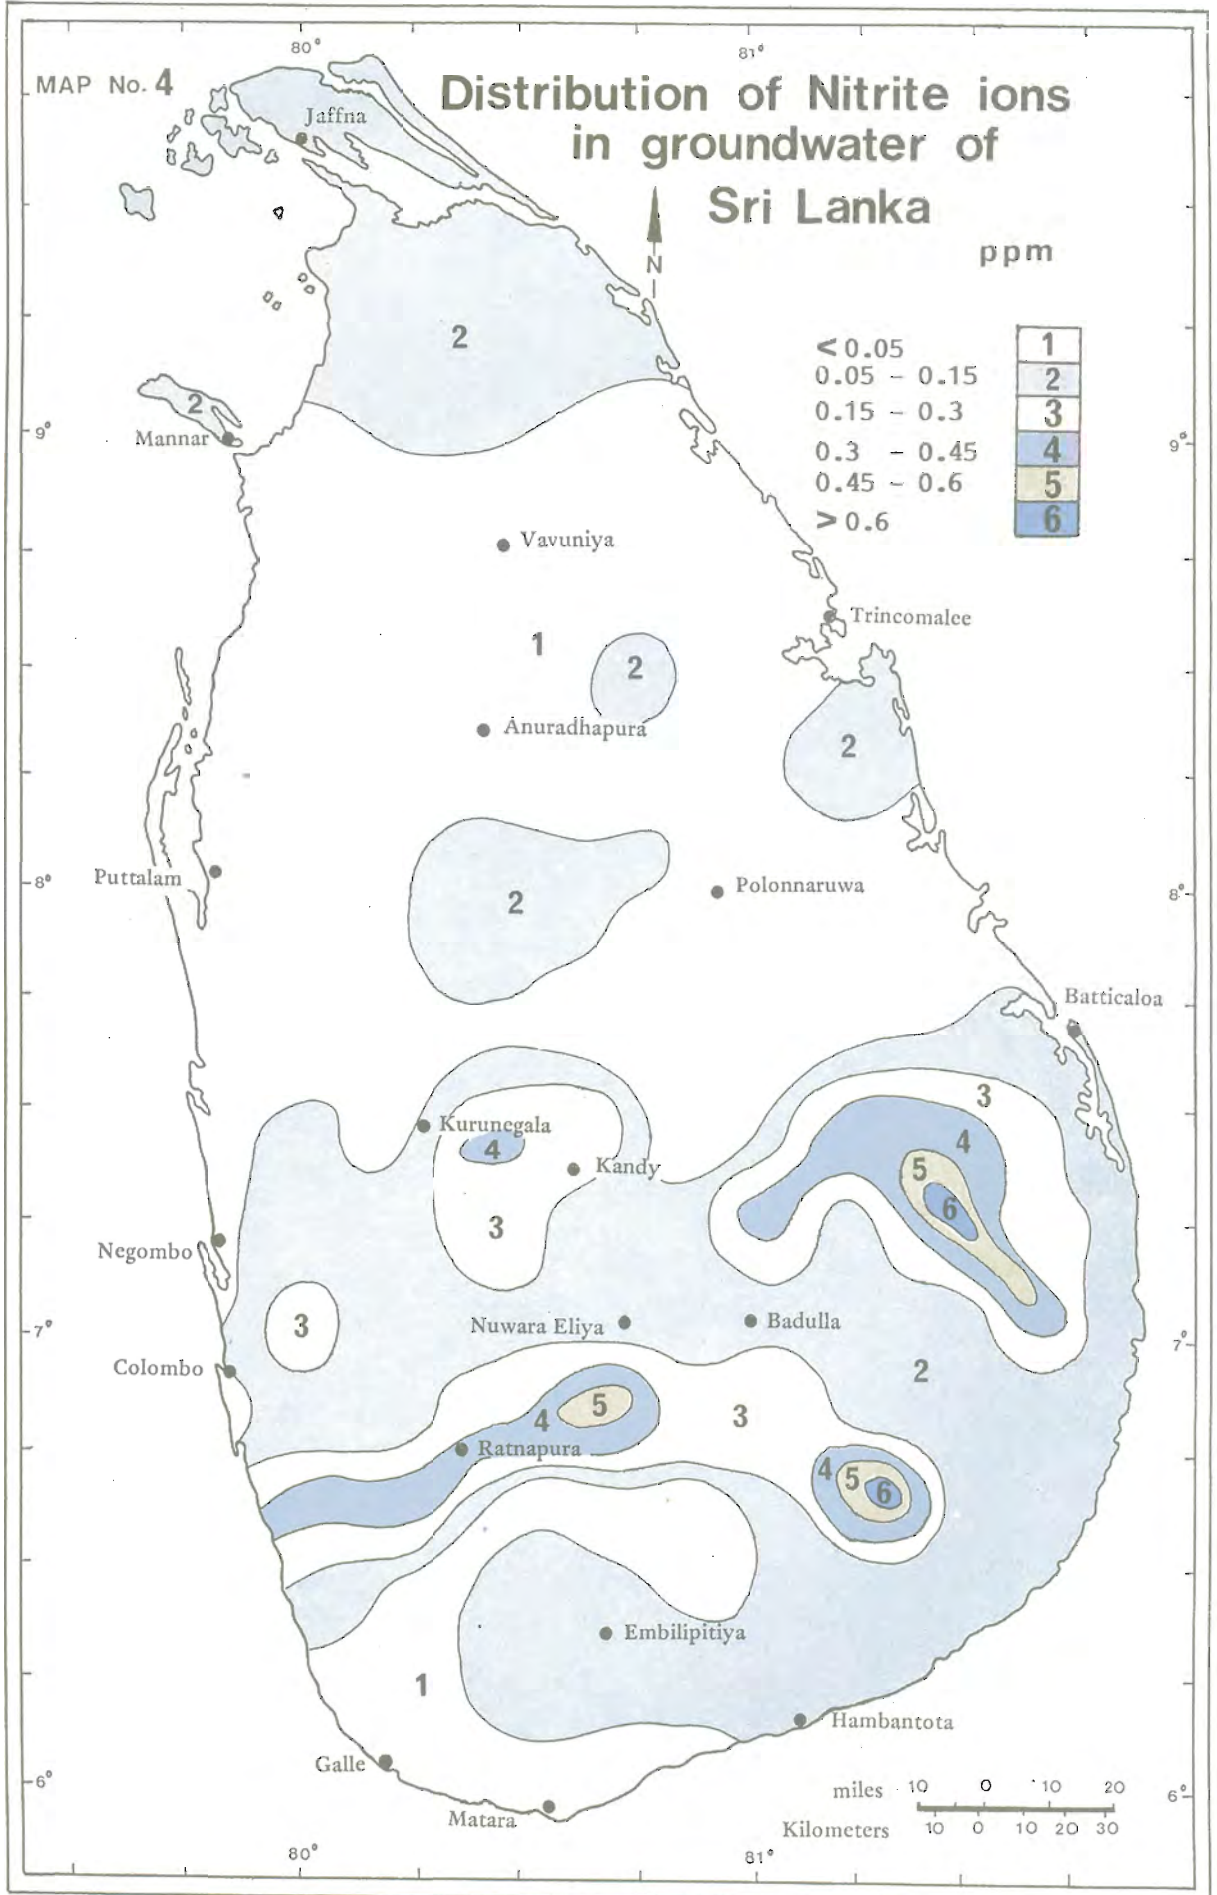 80°
81°
MAP No. 4
Distribution of Nitrite ions
in groundwater of
Sri Lanka
Jaffna
N
ppm
2
<0.05 1
0.05 - 0.15 2
0.15 - 0.3 3
0.3 - 0.45 4
0.45 - 0.6 5
>0.6 6
2
Mannar
9°
9°
Vavuniya
Trincomalee
1
2
Anuradhapura
2
Puttalam
8°
Polonnaruwa
8°
2
Batticaloa
3
Kurunegala
4
4
Kandy
5
6
3
Negombo
3
Nuwara Eliya
Badulla
7°
7°
Colombo
2
5
4
3
Ratnapura
4
5
6
Embilipitiya
1
Hambantota
Galle
6°
6°
miles 10 0 10 20
Matara
Kilometers 10 0 10 20 30
80°
81°